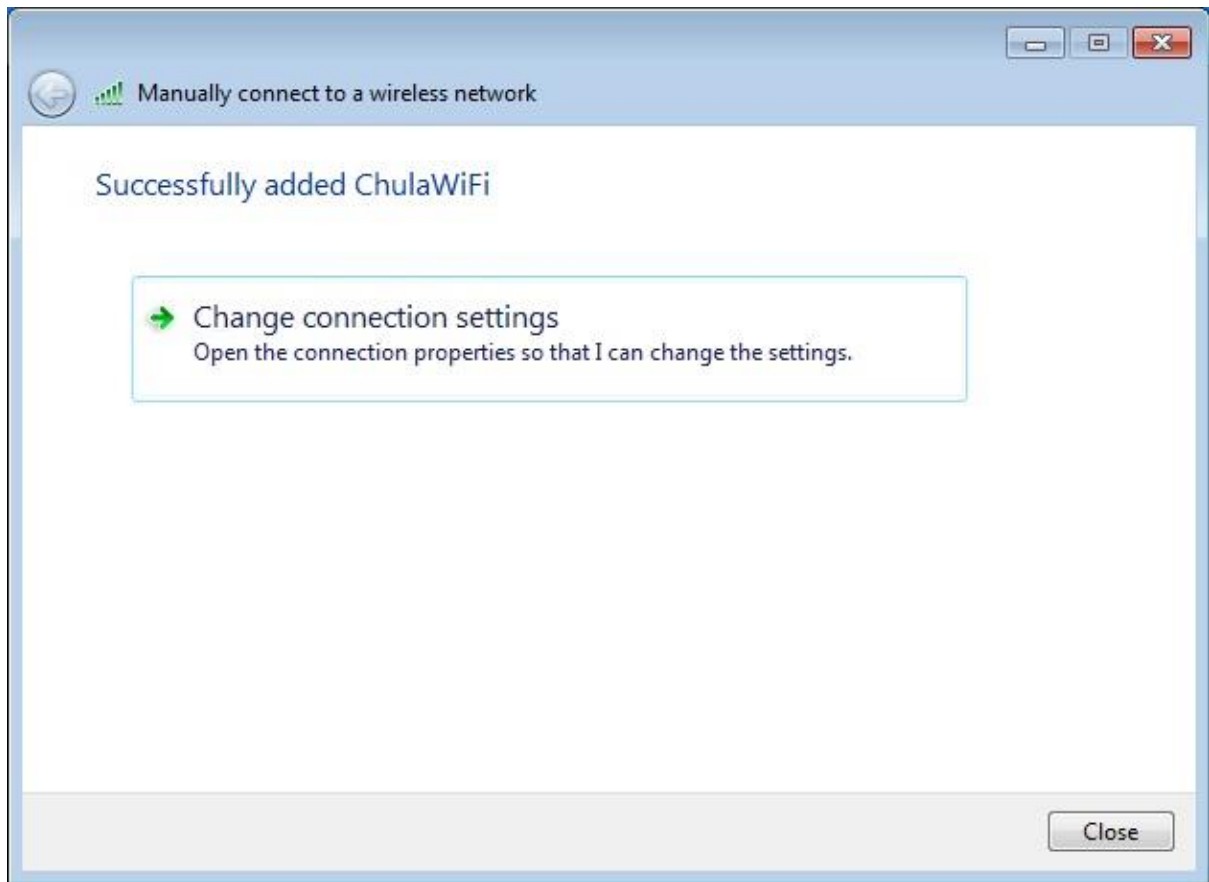 Manually connect to a wireless network
Successfully added ChulaWiFi
Change connection settings
Open the connection properties so that I can change the settings.
Close